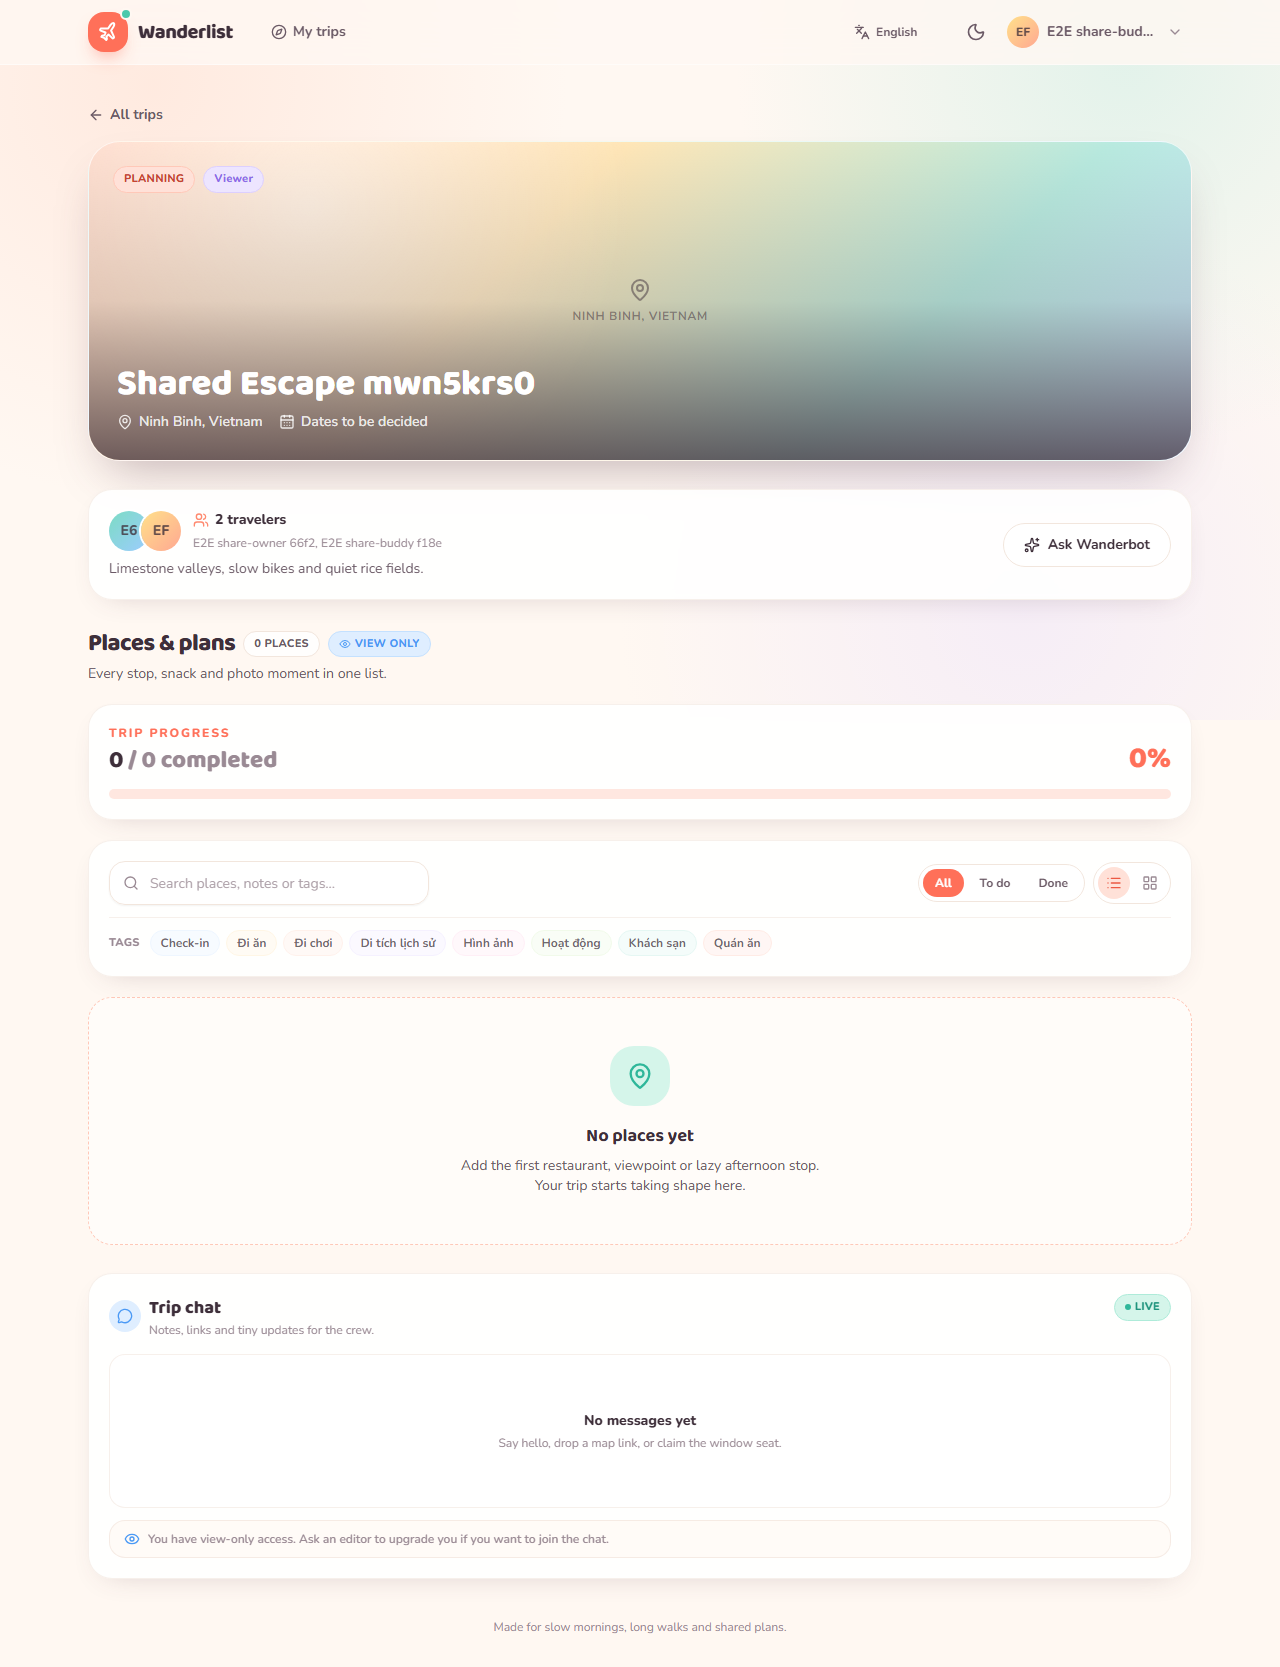 Wanderlist
My trips
English
EF
E2E share-bud...
All trips
PLANNING
Viewer
NINH BINH, VIETNAM
Shared Escape mwn5krs0
Ninh Binh, Vietnam
Dates to be decided
E6
EF
2 travelers
E2E share-owner 66f2, E2E share-buddy f18e
Limestone valleys, slow bikes and quiet rice fields.
Ask Wanderbot
Places & plans
0 PLACES
VIEW ONLY
Every stop, snack and photo moment in one list.
TRIP PROGRESS
0 / 0 completed
0%
Search places, notes or tags...
All
To do
Done
TAGS
Check-in
Đi ăn
Đi chơi
Di tích lịch sử
Hình ảnh
Hoạt động
Khách sạn
Quán ăn
No places yet
Add the first restaurant, viewpoint or lazy afternoon stop.
Your trip starts taking shape here.
Trip chat
LIVE
Notes, links and tiny updates for the crew.
No messages yet
Say hello, drop a map link, or claim the window seat.
You have view-only access. Ask an editor to upgrade you if you want to join the chat.
Made for slow mornings, long walks and shared plans.